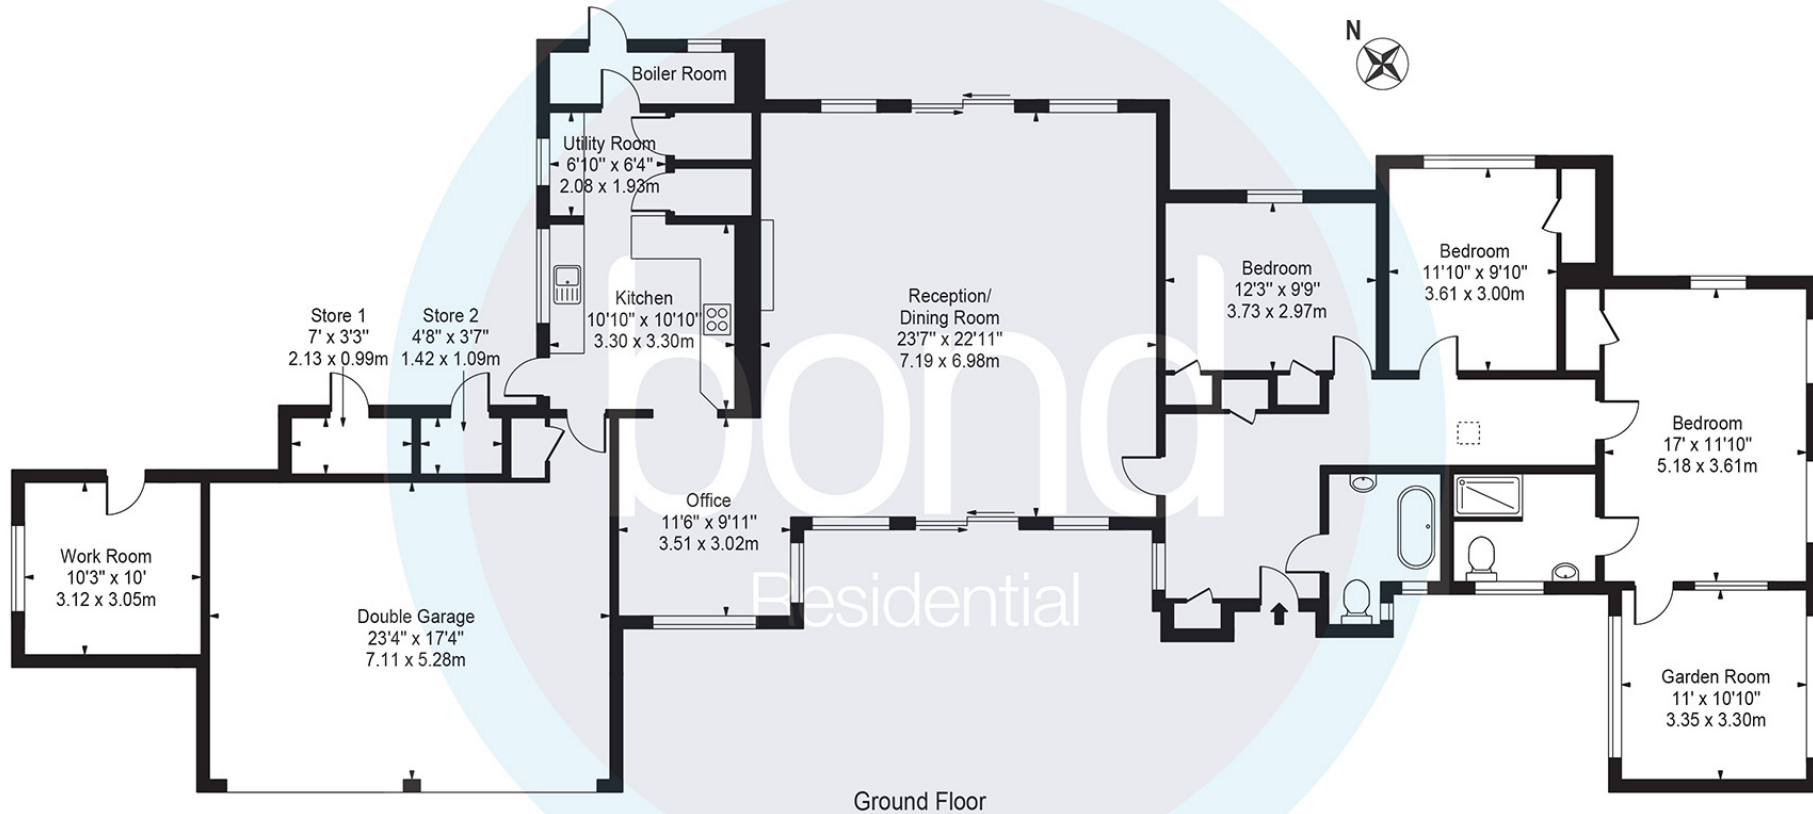 N
Boiler Room
Utility Room
6'10" x 6'4"
2.08 x 1.93m
Bedroom
11'10" x 9'10"
3.61 x 3.00m
Bedroom
12'3" x 9'9"
3.73 x 2.97m
Kitchen
10'10" x 10'10"
3.30 x 3.30m
Reception/
Dining Room
23'7" x 22'11"
7.19 x 6.98m
Store 1
7' x 3'3"
2.13 x 0.99m
Store 2
4'8" x 3'7"
1.42 x 1.09m
Bedroom
17' x 11'10"
5.18 x 3.61m
bond
Residential
Office
11'6" x 9'11"
3.51 x 3.02m
Work Room
10'3" x 10'
3.12 x 3.05m
Double Garage
23'4" x 17'4"
7.11 x 5.28m
Garden Room
11' x 10'10"
3.35 x 3.30m
Ground Floor